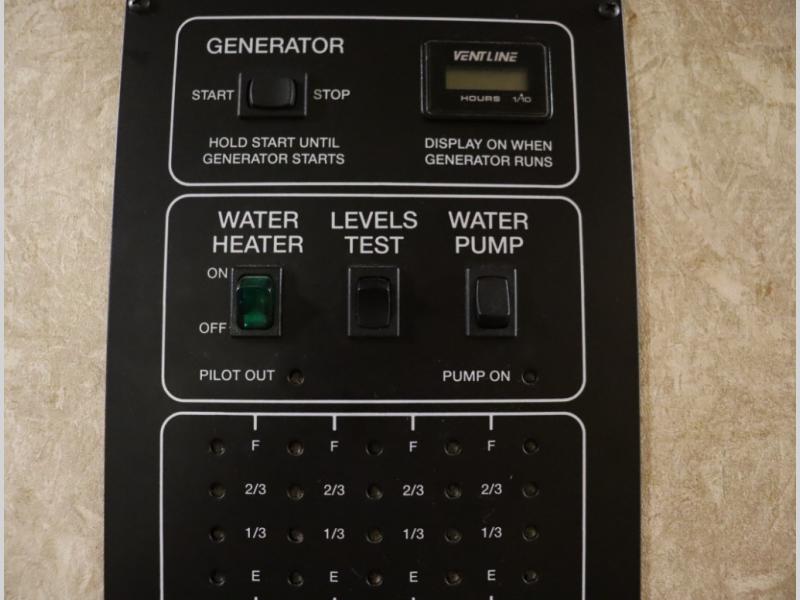 GENERATOR
START STOP
HOLD START UNTIL
GENERATOR STARTS
VENTLINE
HOURS 1/10
DISPLAY ON WHEN
GENERATOR RUNS
WATER
HEATER
ON
OFF
LEVELS
TEST
WATER
PUMP
PILOT OUT
PUMP ON
F F F F
2/3 2/3 2/3 2/3
1/3 1/3 1/3 1/3
E E E E